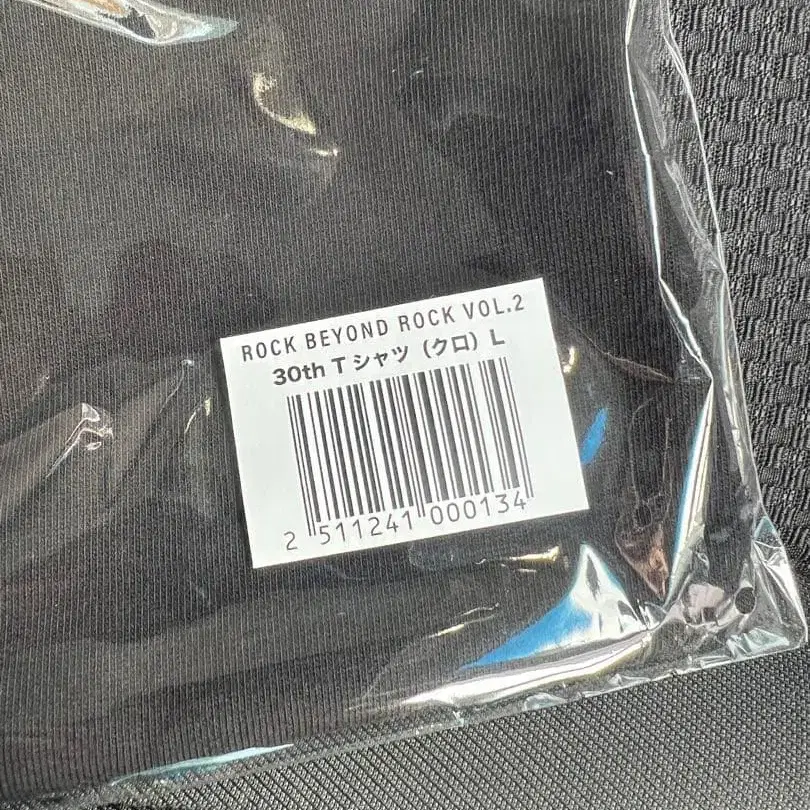 ROCK BEYOND ROCK VOL.2
30th Tシャツ（クロ）L
2 511241 000134